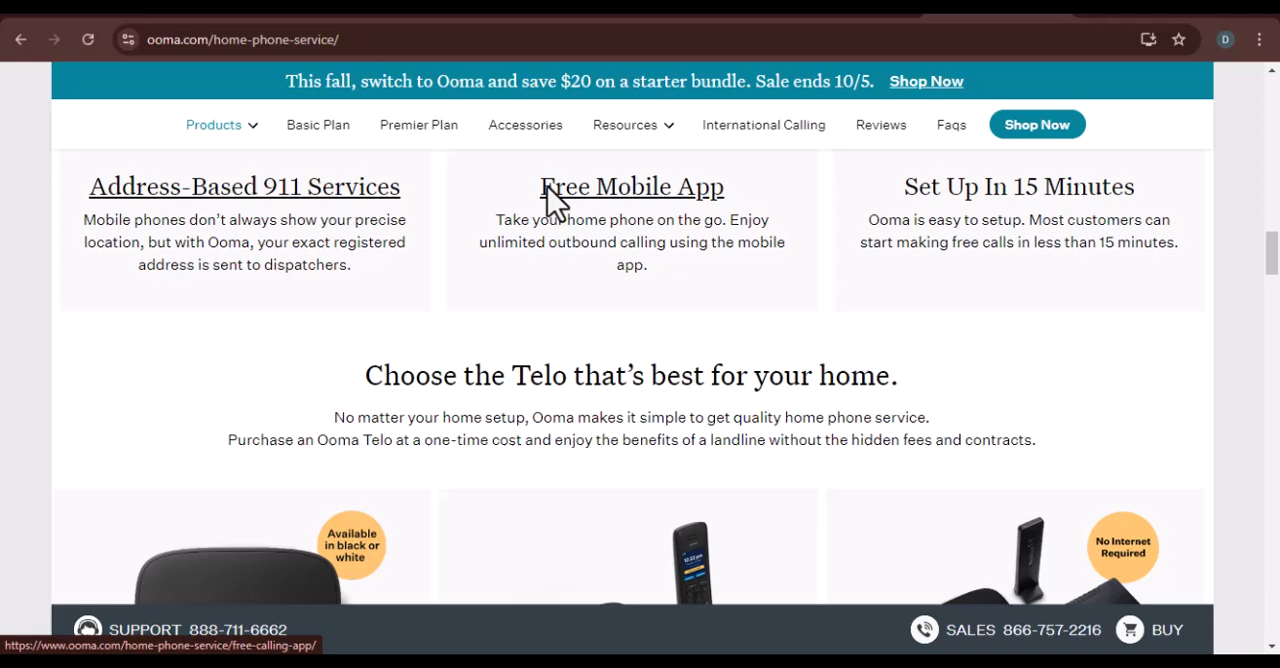 ooma.com/home-phone-service/
D
This fall, switch to Ooma and save $20 on a starter bundle. Sale ends 10/5. Shop Now
Products Basic Plan Premier Plan Accessories Resources International Calling Reviews Faqs Shop Now
Address-Based 911 Services
Mobile phones don't always show your precise
location, but with Ooma, your exact registered
address is sent to dispatchers.
Free Mobile App
Take your home phone on the go. Enjoy
unlimited outbound calling using the mobile
app.
Set Up In 15 Minutes
Ooma is easy to setup. Most customers can
start making free calls in less than 15 minutes.
Choose the Telo that's best for your home.
No matter your home setup, Ooma makes it simple to get quality home phone service.
Purchase an Ooma Telo at a one-time cost and enjoy the benefits of a landline without the hidden fees and contracts.
Available
in black or
white
No Internet
Required
SUPPORT 888-711-6662
SALES 866-757-2216
BUY
https://www.ooma.com/home-phone-service/free-calling-app/